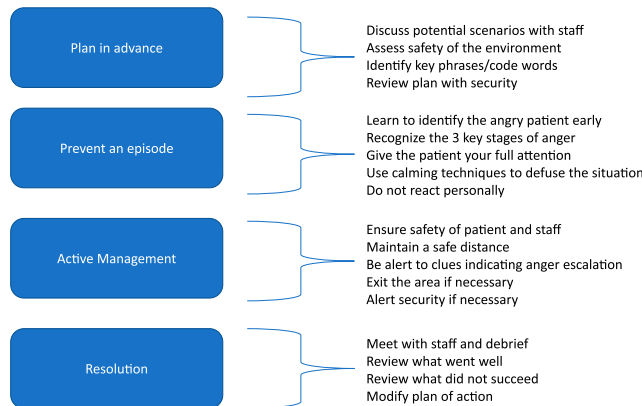 Plan in advance
Discuss potential scenarios with staff
Assess safety of the environment
Identify key phrases/code words
Review plan with security
Prevent an episode
Learn to identify the angry patient early
Recognize the 3 key stages of anger
Give the patient your full attention
Use calming techniques to defuse the situation
Do not react personally
Active Management
Ensure safety of patient and staff
Maintain a safe distance
Be alert to clues indicating anger escalation
Exit the area if necessary
Alert security if necessary
Resolution
Meet with staff and debrief
Review what went well
Review what did not succeed
Modify plan of action